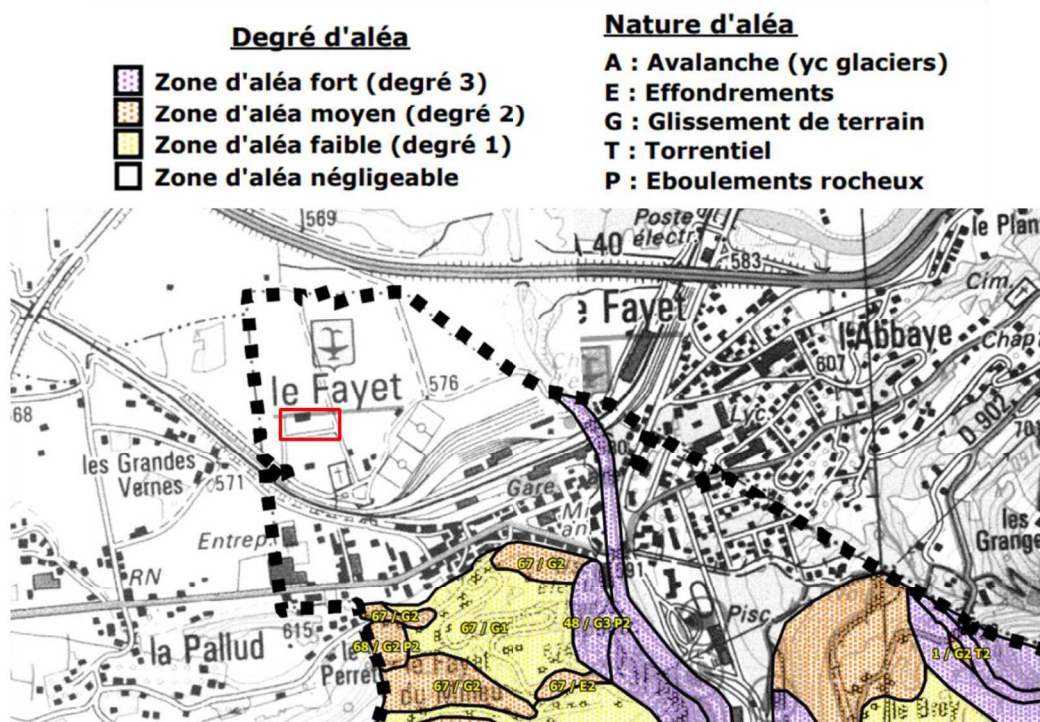 Degré d'aléa
Zone d'aléa fort (degré 3)
Zone d'aléa moyen (degré 2)
Zone d'aléa faible (degré 1)
Zone d'aléa négligeable
Nature d'aléa
A : Avalanche (yc glaciers)
E : Effondrements
G : Glissement de terrain
T : Torrentiel
P : Eboulements rocheux
569
Poste
électr.
40
583
le Plan
Cim.
e Fayet
l'Abbaye
Chap
607
le Fayet
576
68
Lyc
D 902
701
les Grandes
Vernes
571
Gare
Entrep.
les
Grange
RN
91
Pisc
67 / G2
67 / G2
615
67 / G1
48 / G3 P2
la Pallud
68 / G2 P2
le
Perret
1 / G2 T2
67 / G2
67 / E2